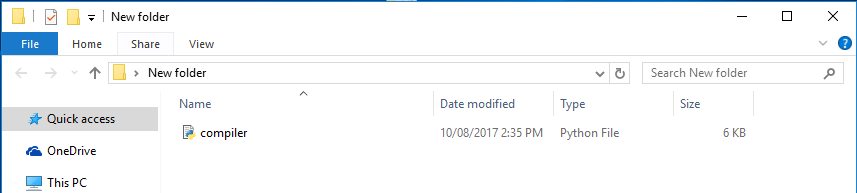 New folder
File Home Share View
New folder Search New folder
Name Date modified Type Size
Quick access
compiler 10/08/2017 2:35 PM Python File 6 KB
OneDrive
This PC